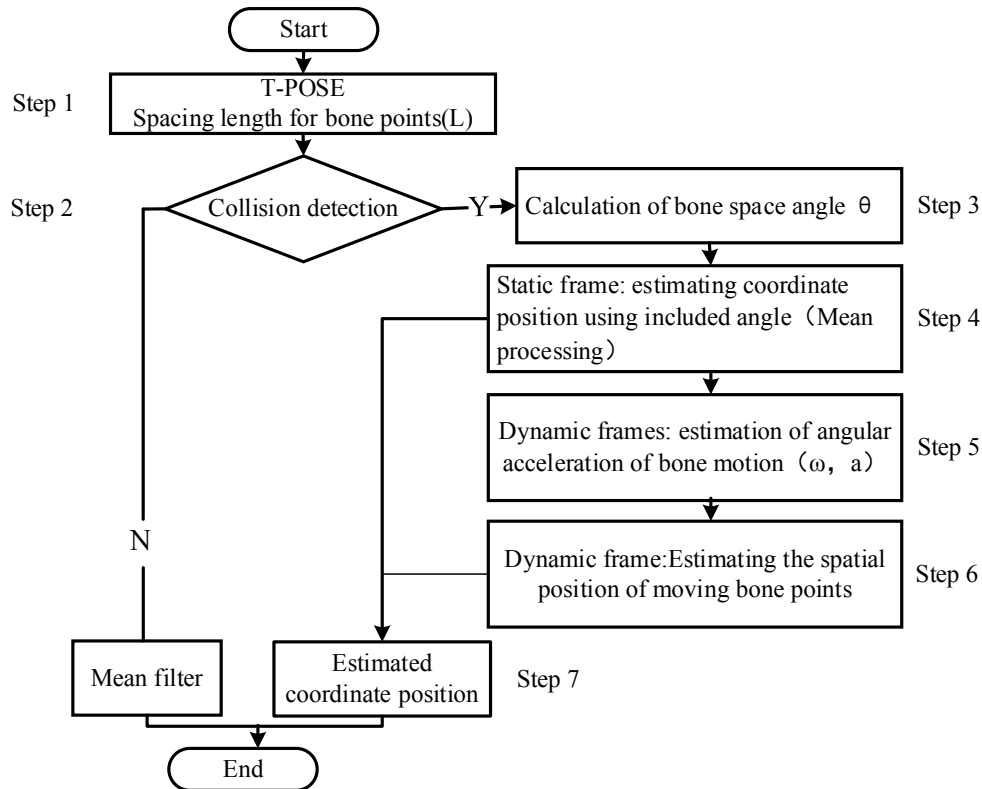 Start
Step 1
T-POSE
Spacing length for bone points(L)
Step 2
Collision detection
Y
Calculation of bone space angle θ
Step 3
Static frame: estimating coordinate
position using included angle（Mean
processing）
Step 4
Dynamic frames: estimation of angular
acceleration of bone motion（ω，a）
Step 5
N
Dynamic frame:Estimating the spatial
position of moving bone points
Step 6
Mean filter
Estimated
coordinate position
Step 7
End